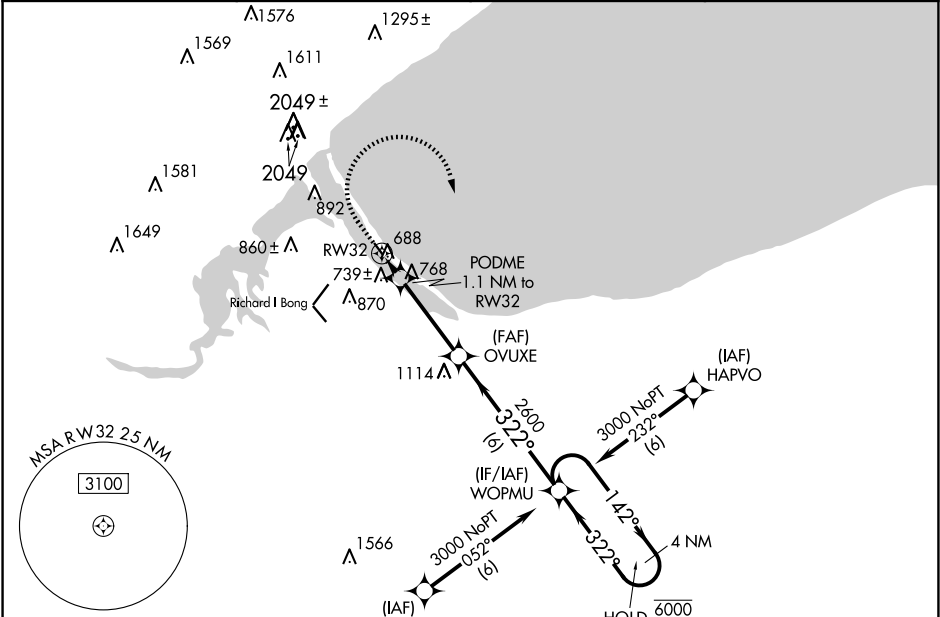 1576
1295±
1569
1611
2049±
2049
1581
892
1649
860±
RW32
688
739±
768
PODME
1.1 NM to
RW32
Richard I Bong
870
(FAF)
OVUXE
1114
(IAF)
HAPVO
3000 NoPT
232°
(6)
2600
322°
(6)
MSA RW32 25 NM
3100
(IF/IAF)
WOPMU
142°
322°
4 NM
1566
3000 NoPT
052°
(6)
(IAF)
HOLD 6000